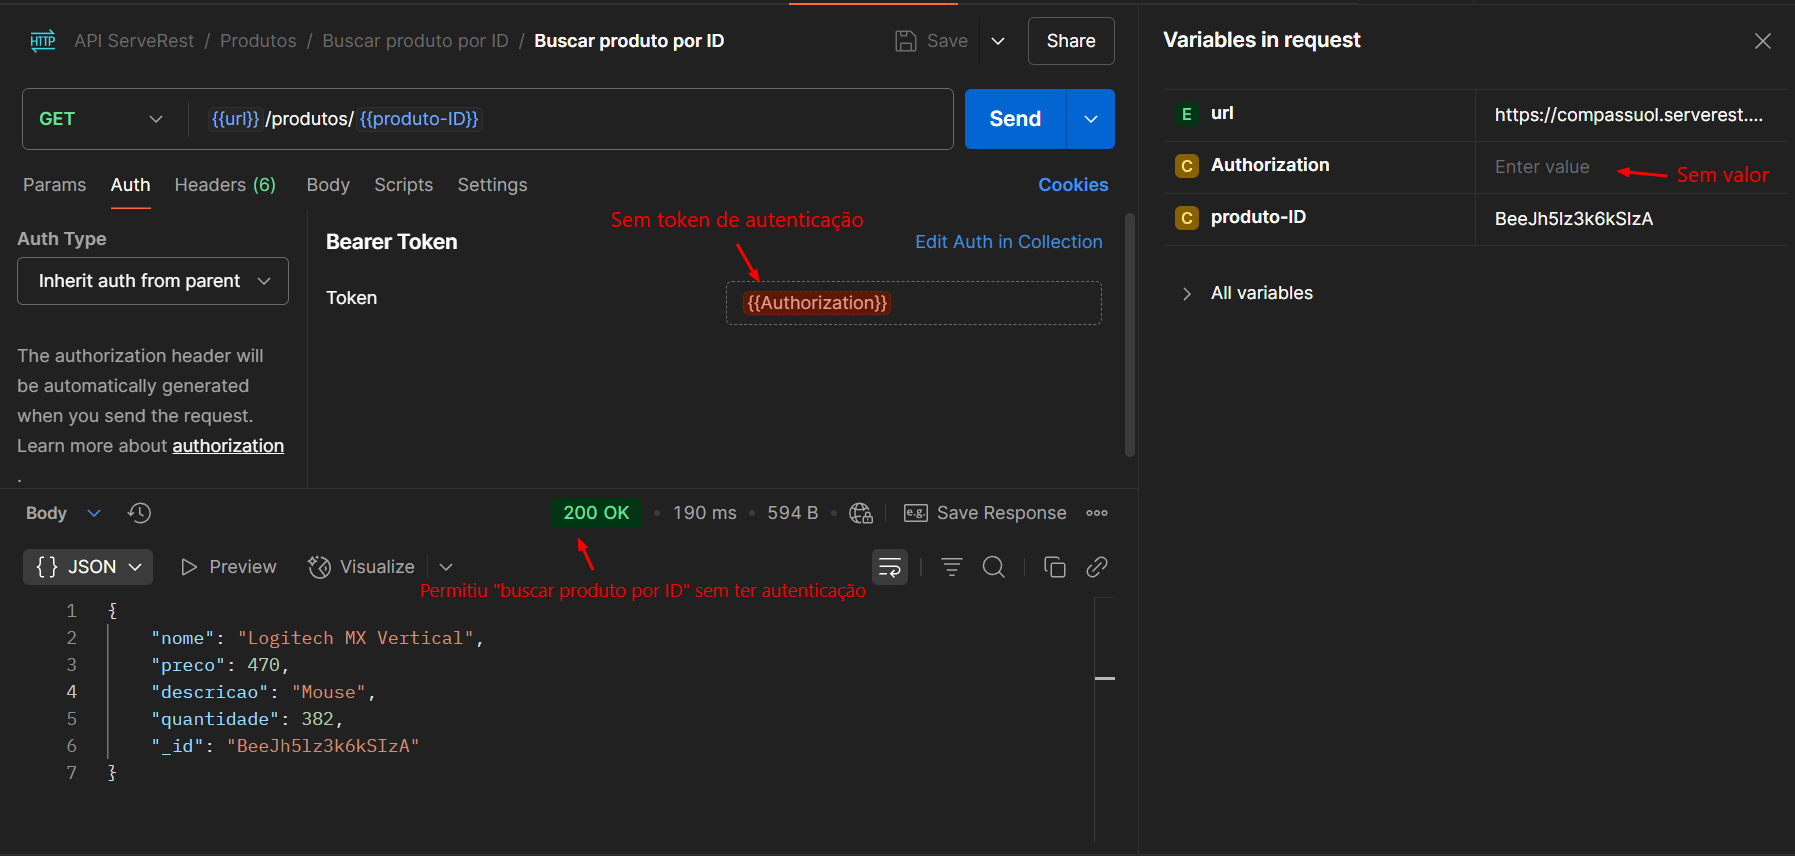 HTTP API ServeRest / Produtos / Buscar produto por ID / Buscar produto por ID Save Share
GET {{url}}/produtos/{{produto-ID}} Send
Params Auth Headers (6) Body Scripts Settings Cookies
Auth Type
Inherit auth from parent
The authorization header will
be automatically generated
when you send the request.
Learn more about authorization
.
Sem token de autenticação
Bearer Token Edit Auth in Collection
Token {{Authorization}}
Body 200 OK • 190 ms • 594 B • e.g. Save Response
{} JSON Preview Visualize
Permitiu "buscar produto por ID" sem ter autenticação
1 {
2 "nome": "Logitech MX Vertical",
3 "preco": 470,
4 "descricao": "Mouse",
5 "quantidade": 382,
6 "_id": "BeeJh5lz3k6kSIzA"
7 }
Variables in request
E url https://compassuol.serverest....
C Authorization Enter value Sem valor
C produto-ID BeeJh5lz3k6kSIzA
All variables